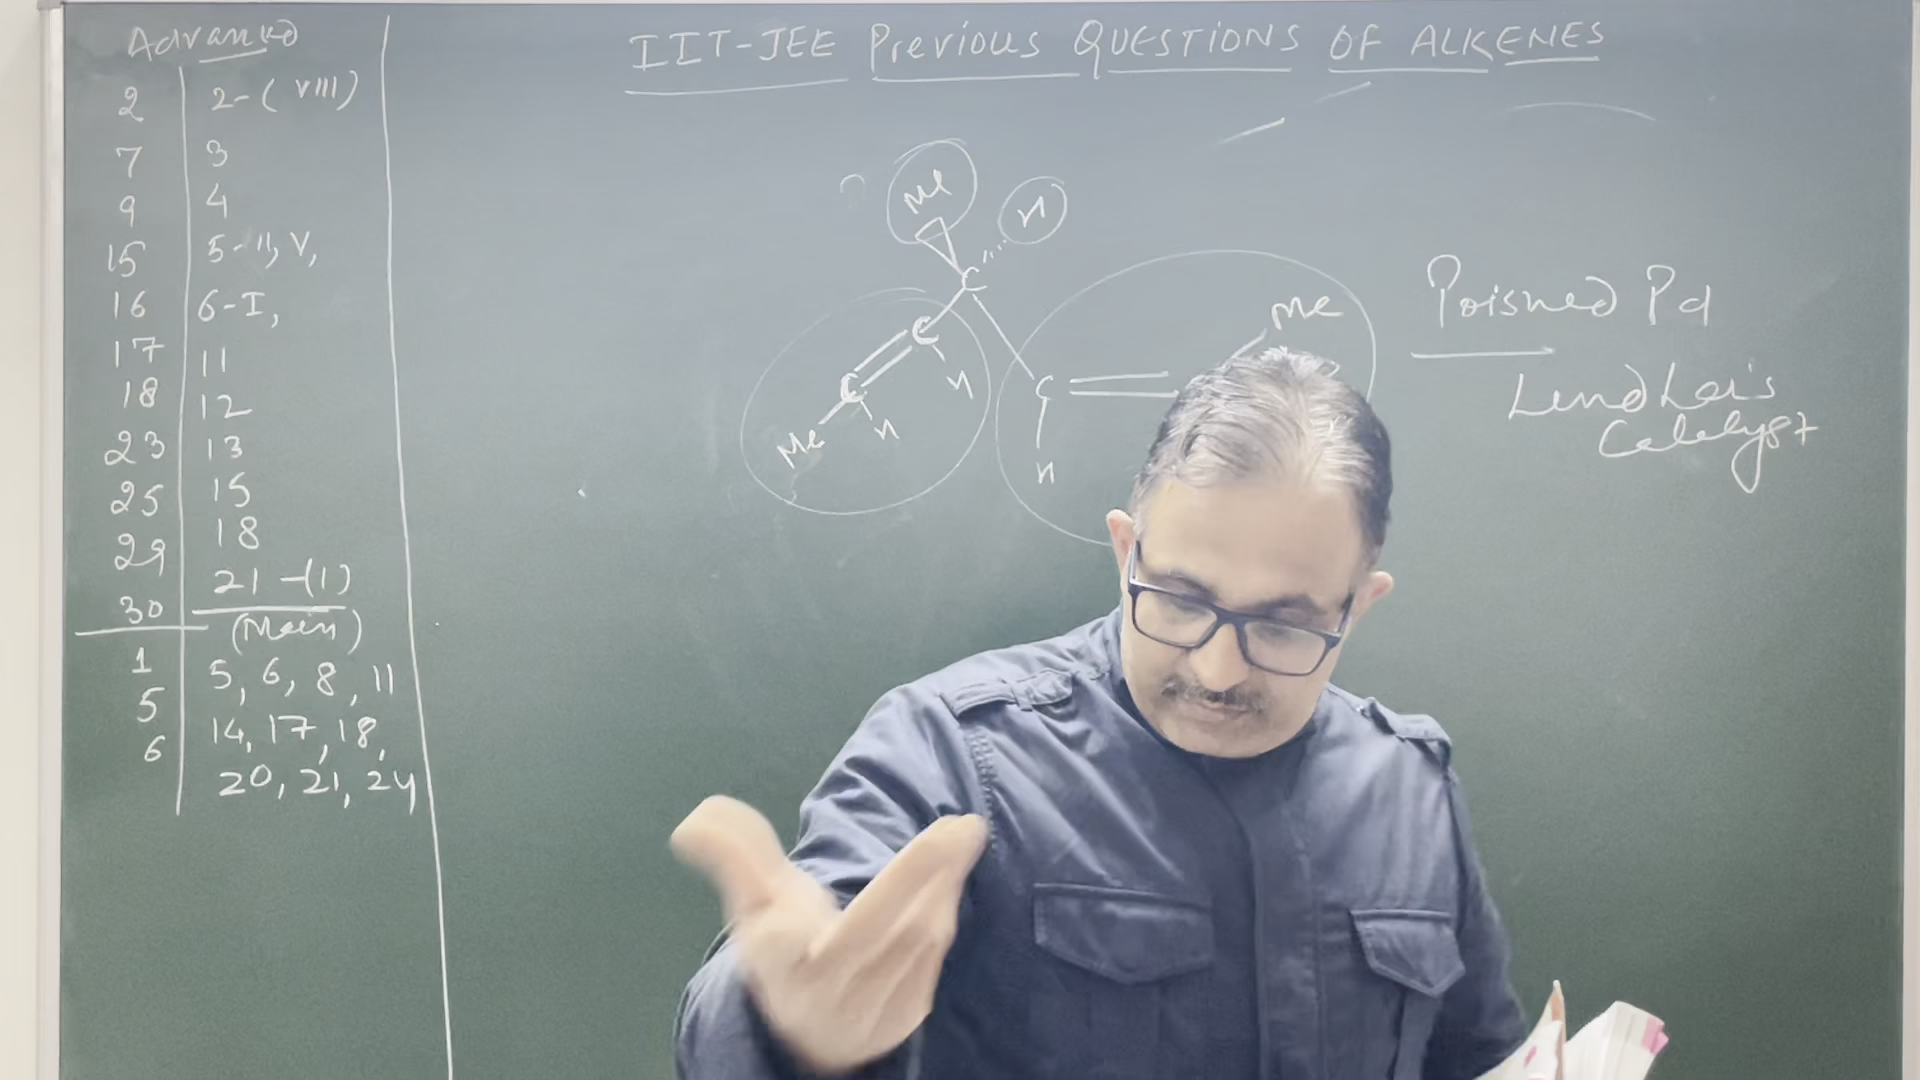 Advanced
IIT-JEE Previous QUESTIONS OF ALKENES
2 2-(VIII)
7 3
9 4
15 5-II, V,
16 6-I,
17 11
18 12
23 13
25 15
29 18
30 21-(1)
(Main)
1 5, 6, 8, 11
5 14, 17, 18,
6 20, 21, 24
Me H
C
C Me
C H C
Me H H
Poisned Pd
Lindlar's
Catalyst